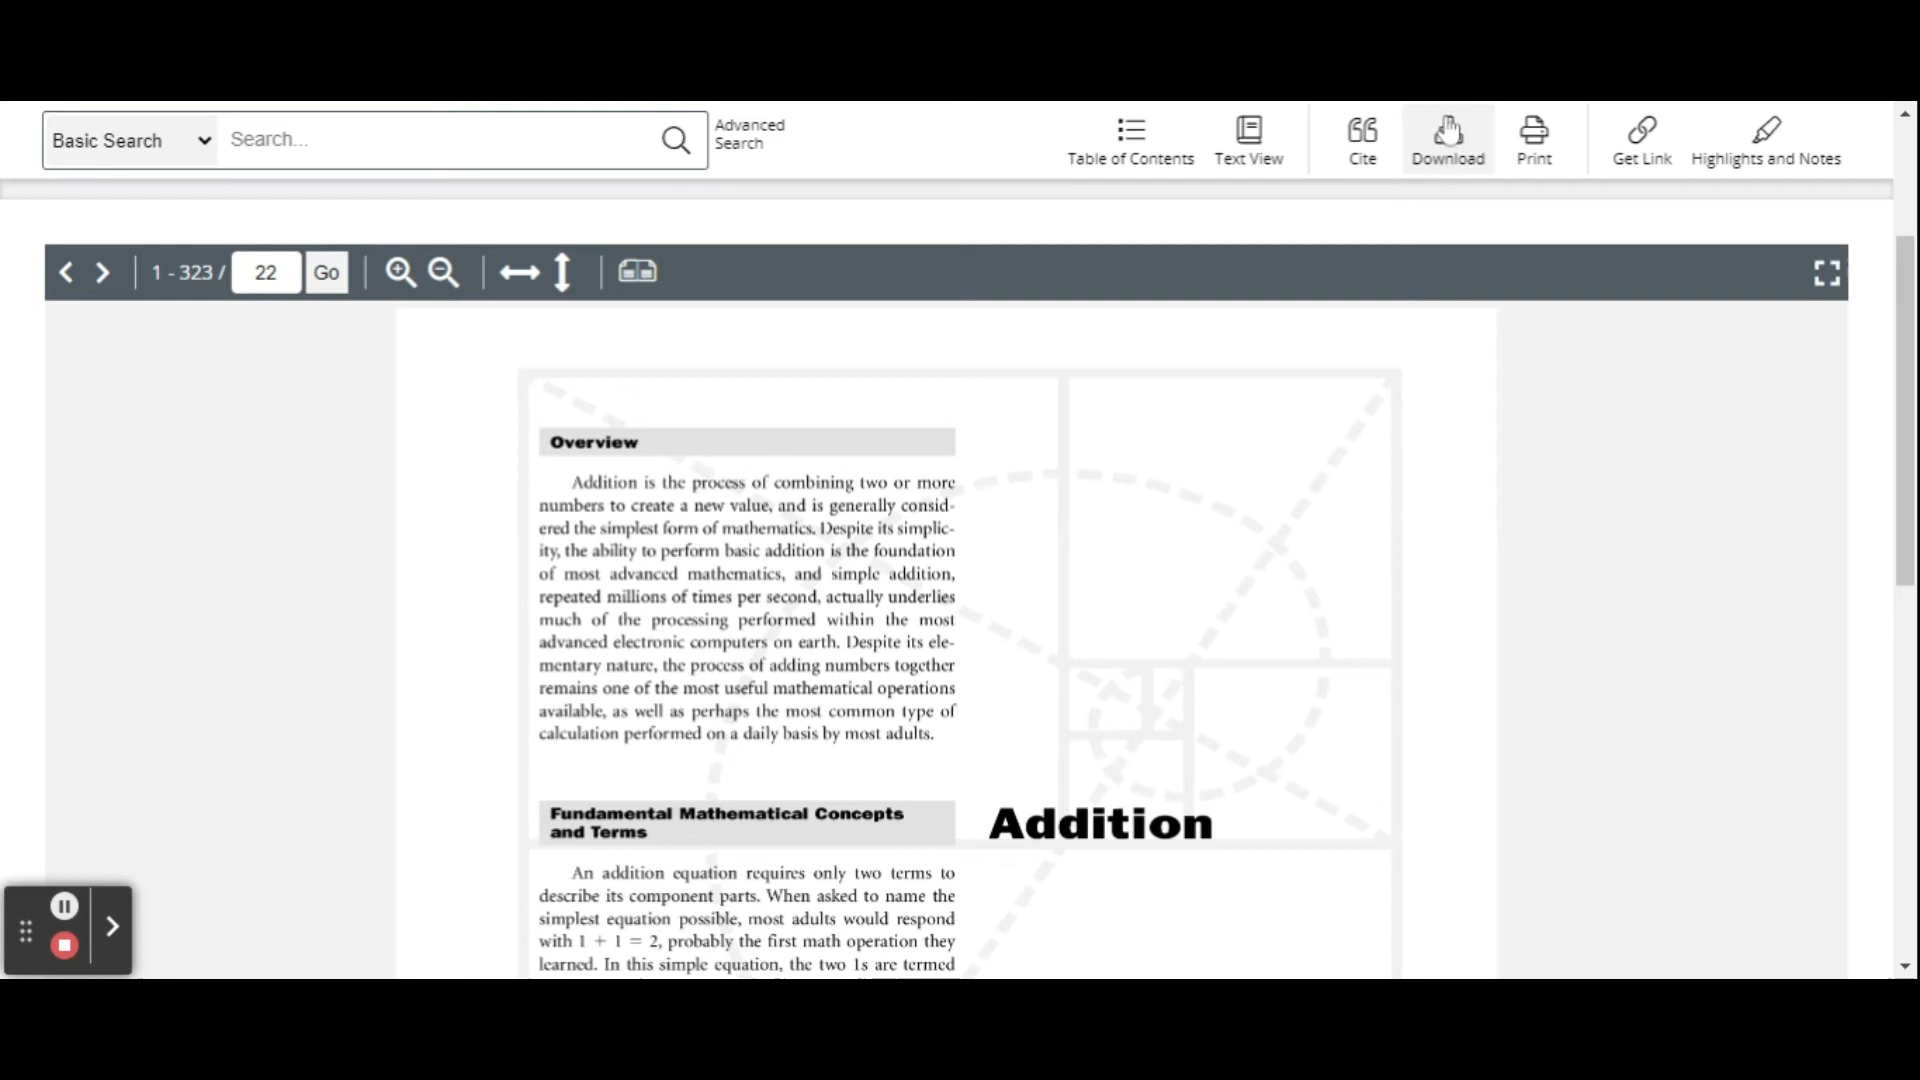 Basic Search
Search...
Advanced
Search
Table of Contents
Text View
Cite
Download
Print
Get Link
Highlights and Notes
1 - 323 /
22
Go
Overview
Addition is the process of combining two or more
numbers to create a new value, and is generally consid-
ered the simplest form of mathematics. Despite its simplic-
ity, the ability to perform basic addition is the foundation
of most advanced mathematics, and simple addition,
repeated millions of times per second, actually underlies
much of the processing performed within the most
advanced electronic computers on earth. Despite its ele-
mentary nature, the process of adding numbers together
remains one of the most useful mathematical operations
available, as well as perhaps the most common type of
calculation performed on a daily basis by most adults.
Fundamental Mathematical Concepts
and Terms
Addition
An addition equation requires only two terms to
describe its component parts. When asked to name the
simplest equation possible, most adults would respond
with 1 + 1 = 2, probably the first math operation they
learned. In this simple equation, the two 1s are termed